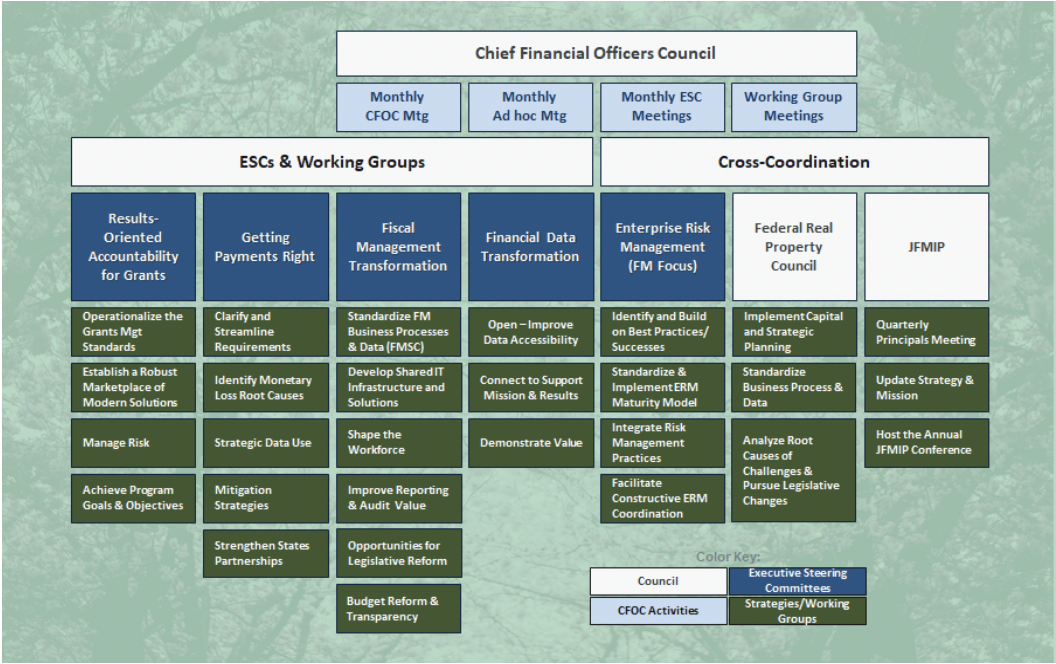 Chief Financial Officers Council
Monthly
CFOC Mtg
Monthly
Ad hoc Mtg
Monthly ESC
Meetings
Working Group
Meetings
ESCs & Working Groups
Cross-Coordination
Results-
Oriented
Accountability
for Grants
Getting
Payments Right
Fiscal
Management
Transformation
Financial Data
Transformation
Enterprise Risk
Management
(FM Focus)
Federal Real
Property
Council
JFMIP
Operationalize the
Grants Mgt
Standards
Clarify and
Streamline
Requirements
Standardize FM
Business Processes
& Data (FMSC)
Open – Improve
Data Accessibility
Identify and Build
on Best Practices/
Successes
Implement Capital
and Strategic
Planning
Quarterly
Principals Meeting
Establish a Robust
Marketplace of
Modern Solutions
Identify Monetary
Loss Root Causes
Develop Shared IT
Infrastructure and
Solutions
Connect to Support
Mission & Results
Standardize &
Implement ERM
Maturity Model
Standardize
Business Process &
Data
Update Strategy &
Mission
Manage Risk
Strategic Data Use
Shape the
Workforce
Demonstrate Value
Integrate Risk
Management
Practices
Analyze Root
Causes of
Challenges &
Pursue Legislative
Changes
Host the Annual
JFMIP Conference
Achieve Program
Goals & Objectives
Mitigation
Strategies
Improve Reporting
& Audit Value
Facilitate
Constructive ERM
Coordination
Strengthen States
Partnerships
Opportunities for
Legislative Reform
Budget Reform &
Transparency
Color Key:
Council
Executive Steering
Committees
CFOC Activities
Strategies/Working
Groups